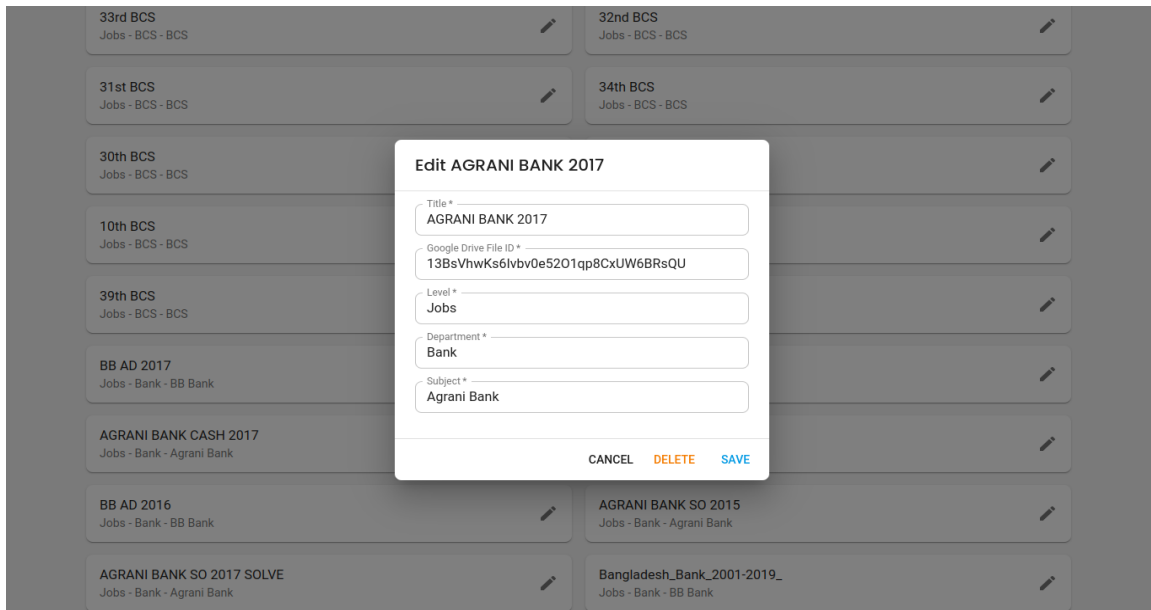 33rd BCS
Jobs - BCS - BCS
32nd BCS
Jobs - BCS - BCS
31st BCS
Jobs - BCS - BCS
34th BCS
Jobs - BCS - BCS
30th BCS
Jobs - BCS - BCS
10th BCS
Jobs - BCS - BCS
39th BCS
Jobs - BCS - BCS
BB AD 2017
Jobs - Bank - BB Bank
AGRANI BANK CASH 2017
Jobs - Bank - Agrani Bank
BB AD 2016
Jobs - Bank - BB Bank
AGRANI BANK SO 2015
Jobs - Bank - Agrani Bank
AGRANI BANK SO 2017 SOLVE
Jobs - Bank - Agrani Bank
Bangladesh_Bank_2001-2019_
Jobs - Bank - BB Bank
Edit AGRANI BANK 2017
Title *
AGRANI BANK 2017
Google Drive File ID *
13BsVhwKs6lvbv0e52O1qp8CxUW6BRsQU
Level *
Jobs
Department *
Bank
Subject *
Agrani Bank
CANCEL DELETE SAVE